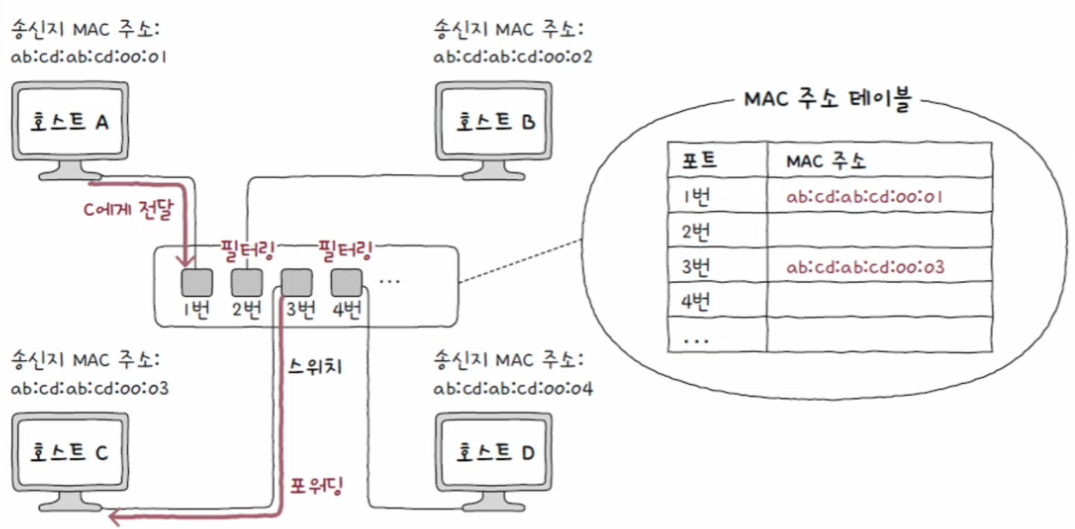 송신지 MAC 주소:
ab:cd:ab:cd:00:01
호스트 A
송신지 MAC 주소:
ab:cd:ab:cd:00:02
호스트 B
C에게 전달
필터링
필터링
1번
2번
3번
4번
...
스위치
송신지 MAC 주소:
ab:cd:ab:cd:00:03
호스트 C
포워딩
송신지 MAC 주소:
ab:cd:ab:cd:00:04
호스트 D
MAC 주소 테이블
포트 MAC 주소
1번 ab:cd:ab:cd:00:01
2번
3번 ab:cd:ab:cd:00:03
4번
...